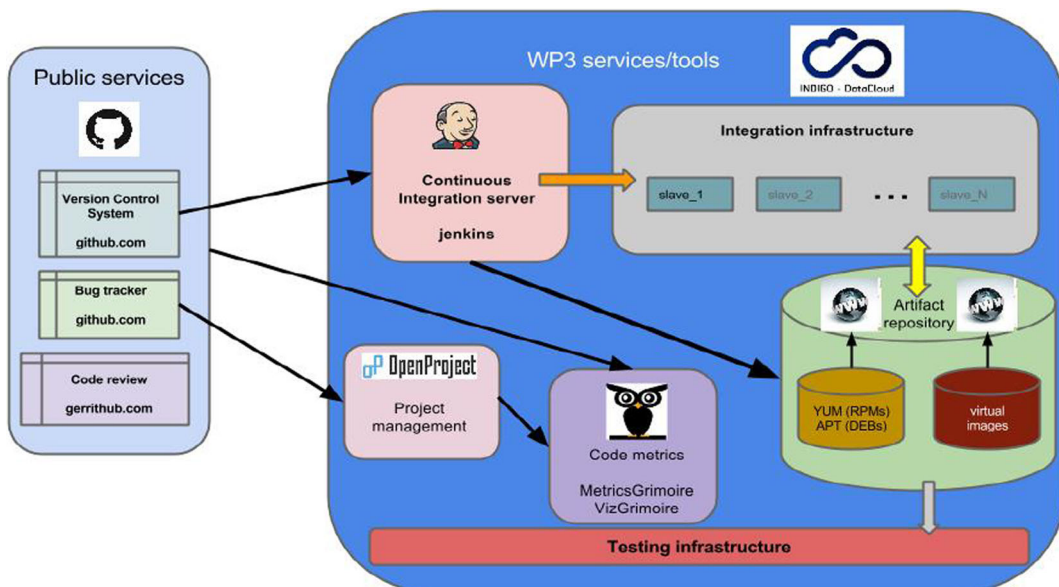 Public services
Version Control
System
github.com
Bug tracker
github.com
Code review
gerrithub.com
WP3 services/tools
INDIGO - DataCloud
Continuous
Integration server
jenkins
Integration infrastructure
slave_1
slave_2
...
slave_N
WWW
Artifact
repository
WWW
YUM (RPMs)
APT (DEBs)
virtual
images
OpenProject
Project
management
Code metrics
MetricsGrimoire
VizGrimoire
Testing infrastructure